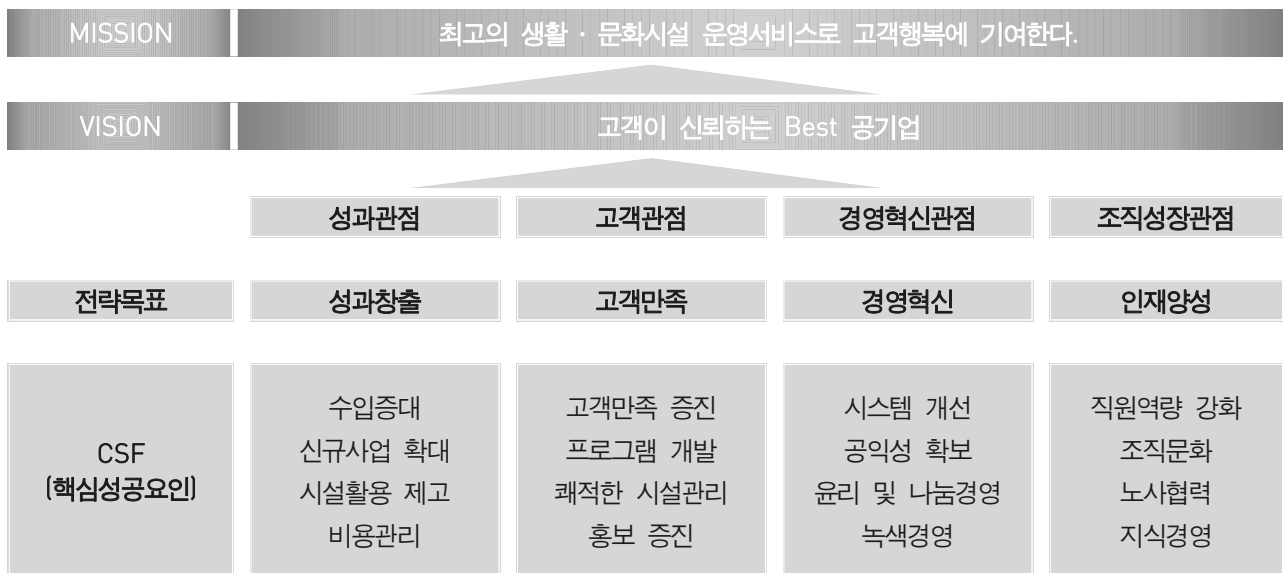 MISSION 최고의 생활 · 문화시설 운영서비스로 고객행복에 기여한다.
VISION 고객이 신뢰하는 Best 공기업
성과관점 고객관점 경영혁신관점 조직성장관점
전략목표 성과창출 고객만족 경영혁신 인재양성
CSF
(핵심성공요인)
수입증대
신규사업 확대
시설활용 제고
비용관리
고객만족 증진
프로그램 개발
쾌적한 시설관리
홍보 증진
시스템 개선
공익성 확보
윤리 및 나눔경영
녹색경영
직원역량 강화
조직문화
노사협력
지식경영